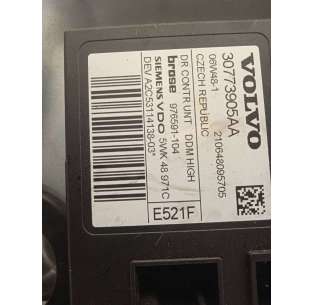 VOLVO
30773905AA
06W48-1 210648095705
CZECH REPUBLIC
DR CONTR UNT DDM HIGH
brose 976591-104
SIEMENS VDO 5WK 48 971C
DEV A2C53114138-03*
E521F